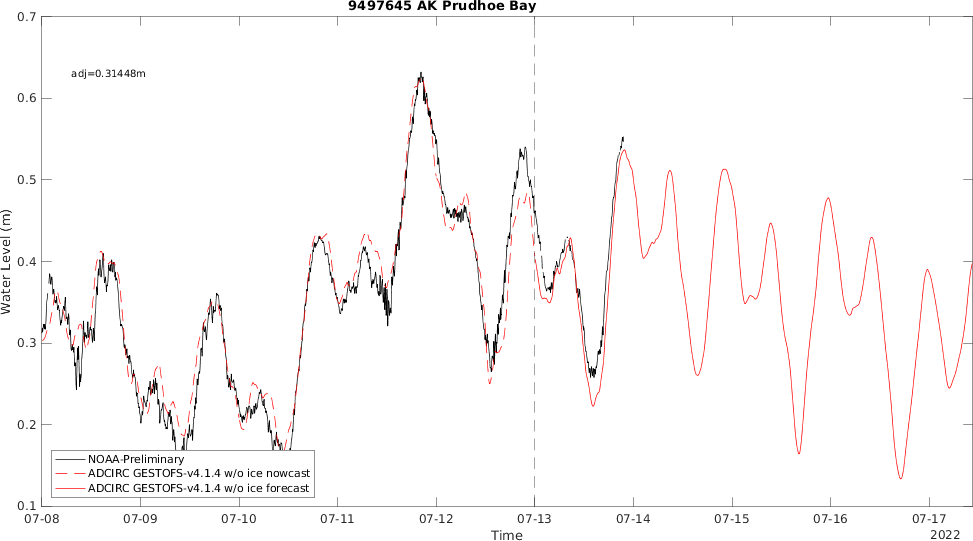 9497645 AK Prudhoe Bay
0.7
adj=0.31448m
0.6
0.5
0.4
0.3
0.2
0.1
Water Level (m)
NOAA-Preliminary
ADCIRC GESTOFS-v4.1.4 w/o ice nowcast
ADCIRC GESTOFS-v4.1.4 w/o ice forecast
07-08 07-09 07-10 07-11 07-12 07-13 07-14 07-15 07-16 07-17
Time
2022